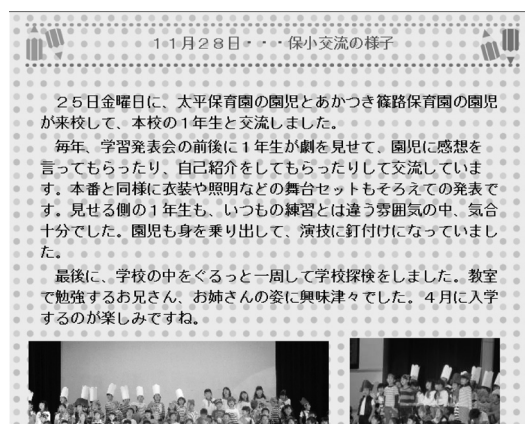 11月28日・・・保小交流の様子
２５日金曜日に、太平保育園の園児とあかつき篠路保育園の園児
が来校して、本校の１年生と交流しました。
毎年、学習発表会の前後に１年生が劇を見せて、園児に感想を
言ってもらったり、自己紹介をしてもらったりして交流していま
す。本番と同様に衣装や照明などの舞台セットもそろえての発表で
す。見せる側の１年生も、いつもの練習とは違う雰囲気の中、気合
十分でした。園児も身を乗り出して、演技に釘付けになっていまし
た。
最後に、学校の中をぐるっと一周して学校探検をしました。教室
で勉強するお兄さん、お姉さんの姿に興味津々でした。４月に入学
するのが楽しみですね。